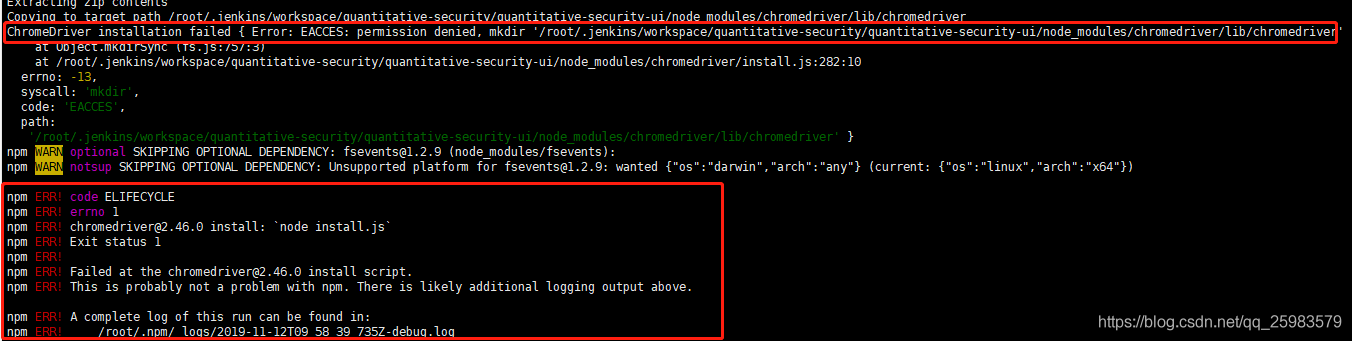 Extracting zip contents
Copying to target path /root/.jenkins/workspace/quantitative-security/quantitative-security-ui/node_modules/chromedriver/lib/chromedriver
ChromeDriver installation failed { Error: EACCES: permission denied, mkdir '/root/.jenkins/workspace/quantitative-security/quantitative-security-ui/node_modules/chromedriver/lib/chromedriver'
at Object.mkdirSync (fs.js:757:3)
at /root/.jenkins/workspace/quantitative-security/quantitative-security-ui/node_modules/chromedriver/install.js:282:10
errno: -13,
syscall: 'mkdir',
code: 'EACCES',
path:
'/root/.jenkins/workspace/quantitative-security/quantitative-security-ui/node_modules/chromedriver/lib/chromedriver' }
npm WARN optional SKIPPING OPTIONAL DEPENDENCY: fsevents@1.2.9 (node_modules/fsevents):
npm WARN notsup SKIPPING OPTIONAL DEPENDENCY: Unsupported platform for fsevents@1.2.9: wanted {"os":"darwin","arch":"any"} (current: {"os":"linux","arch":"x64"})
npm ERR! code ELIFECYCLE
npm ERR! errno 1
npm ERR! chromedriver@2.46.0 install: `node install.js`
npm ERR! Exit status 1
npm ERR!
npm ERR! Failed at the chromedriver@2.46.0 install script.
npm ERR! This is probably not a problem with npm. There is likely additional logging output above.
npm ERR! A complete log of this run can be found in:
npm ERR! /root/.npm/_logs/2019-11-12T09_58_39_735Z-debug.log
https://blog.csdn.net/qq_25983579